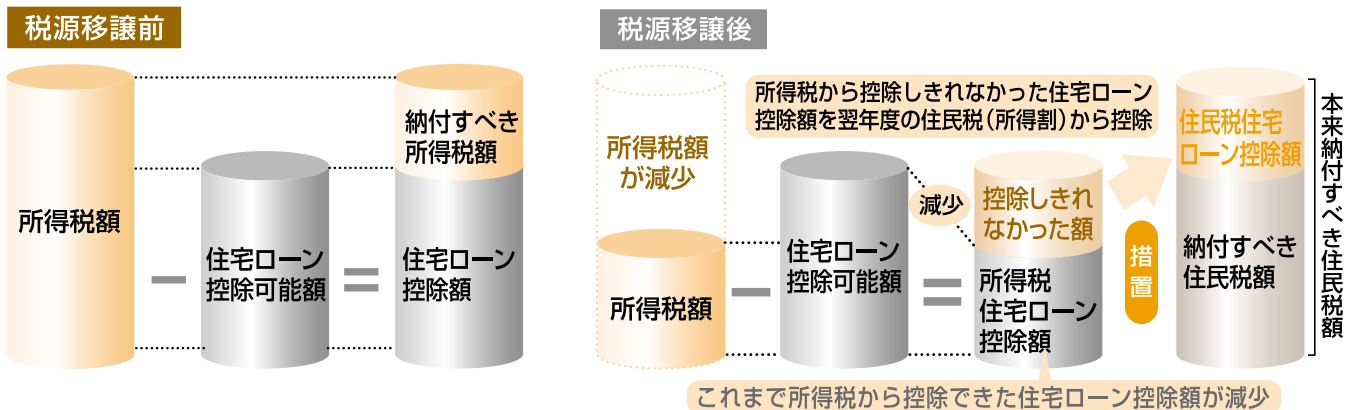 税源移譲前
所得税額
住宅ローン
控除可能額
納付すべき
所得税額
住宅ローン
控除額
税源移譲後
所得税額
が減少
所得税額
所得税から控除しきれなかった住宅ローン
控除額を翌年度の住民税(所得割)から控除
住宅ローン
控除可能額
減少
控除しきれ
なかった額
所得税
住宅ローン
控除額
措置
住民税住宅
ローン控除額
納付すべき
住民税額
本来納付すべき住民税額
これまで所得税から控除できた住宅ローン控除額が減少